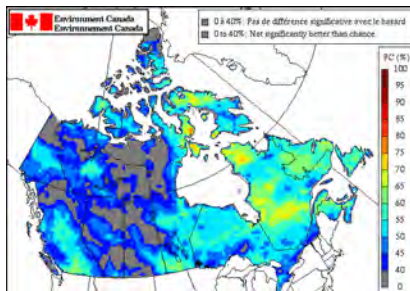 Environment Canada
Environnement Canada
0 à 40% : Pas de différence significative avec le hasard
0 to 40% : Not significantly better than chance.
PC (%)
100
95
90
85
80
75
70
65
60
55
50
45
40
0